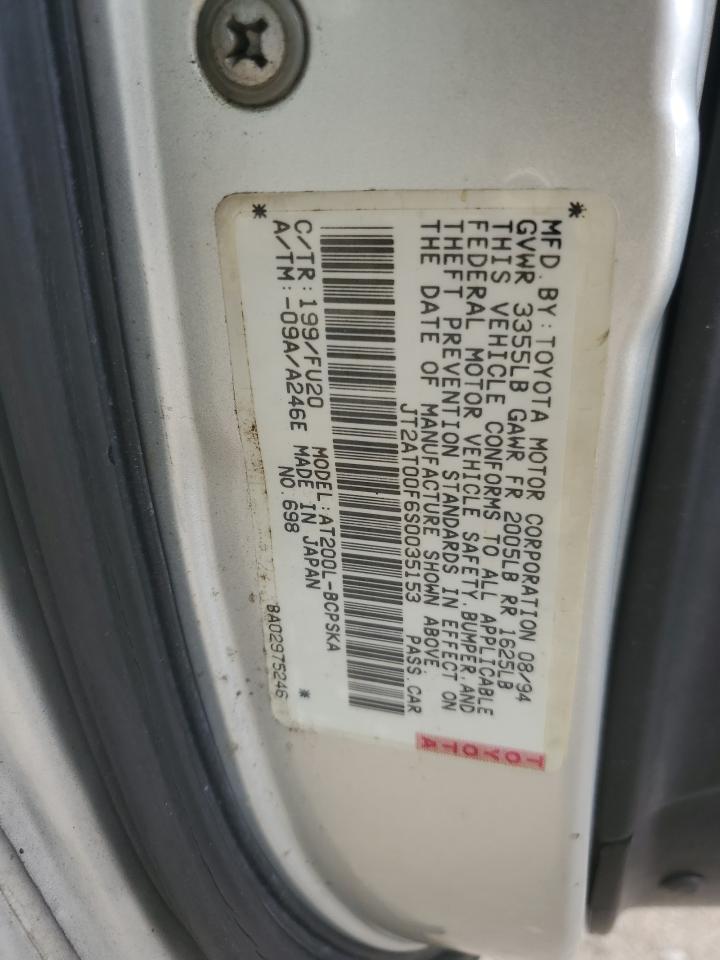 * MFD. BY: TOYOTA MOTOR CORPORATION 08/94
GVWR 3355LB GAWR FR 2005LB RR 1625LB
THIS VEHICLE CONFORMS TO ALL APPLICABLE
FEDERAL MOTOR VEHICLE SAFETY, BUMPER, AND
THEFT PREVENTION STANDARDS IN EFFECT ON
THE DATE OF MANUFACTURE SHOWN ABOVE.
TOYOTA
JT2AT00F6S0035153 PASS. CAR
MODEL: AT200L-BCPSKA
C/TR: 199/FU20 MADE IN JAPAN
* A/TM: -09A/A246E NO. 698 *
BA02975246